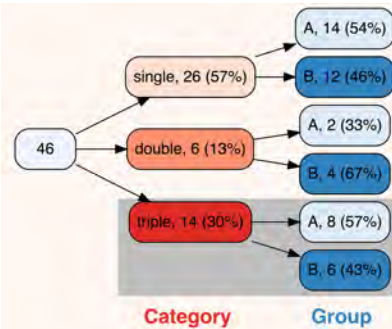 A, 14 (54%)
single, 26 (57%)
B, 12 (46%)
A, 2 (33%)
46
double, 6 (13%)
B, 4 (67%)
triple, 14 (30%)
A, 8 (57%)
B, 6 (43%)
Category
Group